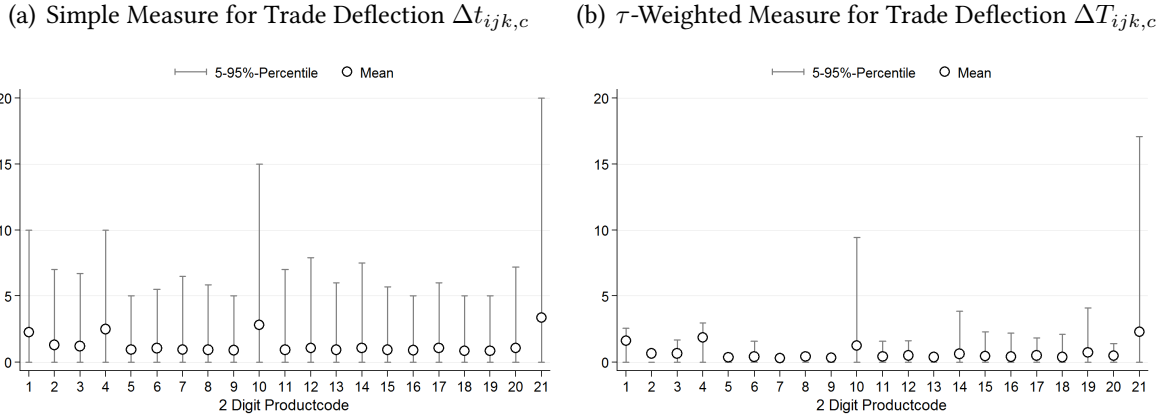 (a) Simple Measure for Trade Deflection Δt_{ijk,c}
5-95%-Percentile Mean
20
15
10
5
0
1 2 3 4 5 6 7 8 9 10 11 12 13 14 15 16 17 18 19 20 21
2 Digit Productcode
(b) τ-Weighted Measure for Trade Deflection ΔT_{ijk,c}
5-95%-Percentile Mean
20
15
10
5
0
1 2 3 4 5 6 7 8 9 10 11 12 13 14 15 16 17 18 19 20 21
2 Digit Productcode